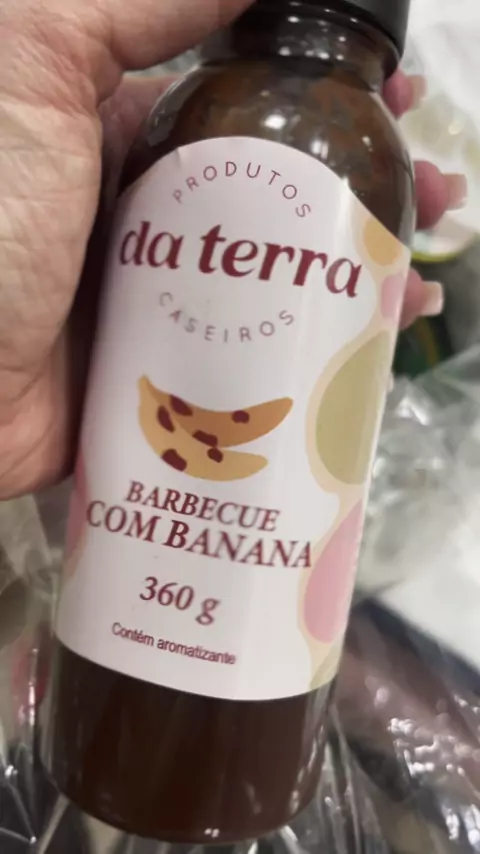 PRODUTOS
da terra
CASEIROS
BARBECUE
COM BANANA
360 g
Contém aromatizante